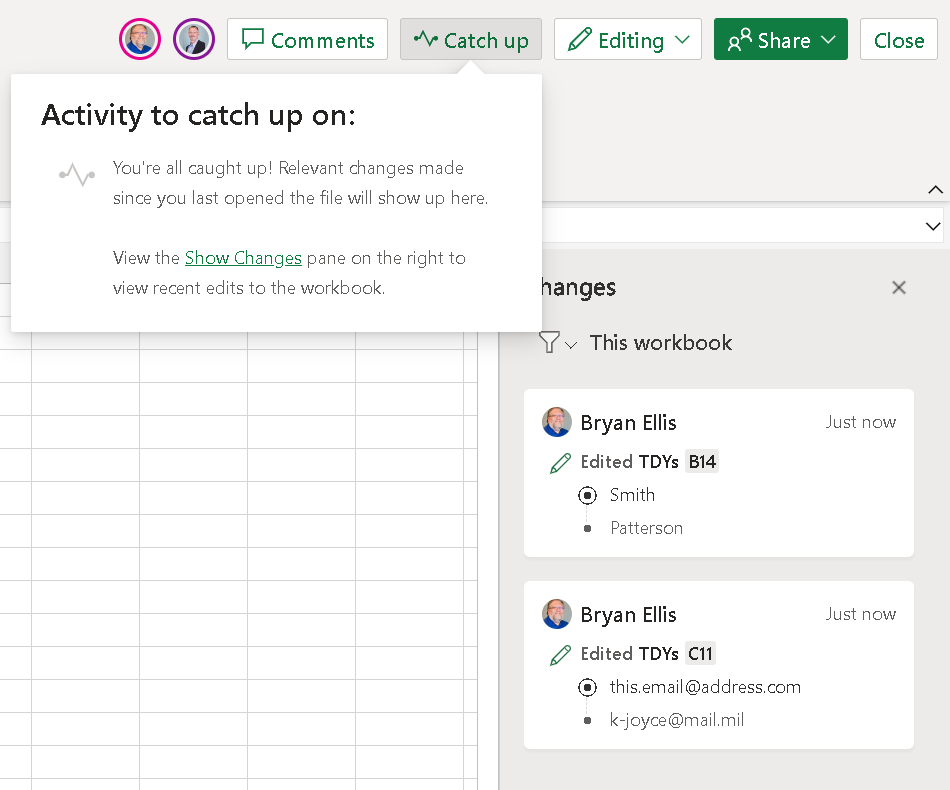 Comments
Catch up
Editing
Share
Close
Activity to catch up on:
You're all caught up! Relevant changes made
since you last opened the file will show up here.
View the Show Changes pane on the right to
view recent edits to the workbook.
hanges
This workbook
Bryan Ellis Just now
Edited TDYs B14
Smith
Patterson
Bryan Ellis Just now
Edited TDYs C11
this.email@address.com
k-joyce@mail.mil